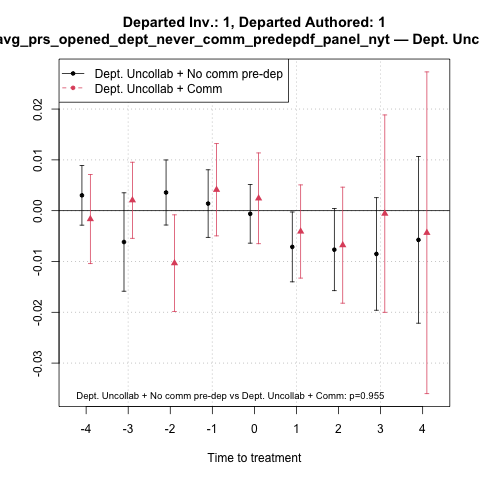 Departed Inv.: 1, Departed Authored: 1
avg_prs_opened_dept_never_comm_predepdf_panel_nyt — Dept. Unc
Dept. Uncollab + No comm pre-dep
Dept. Uncollab + Comm
0.02
0.01
0.00
-0.01
-0.02
-0.03
Dept. Uncollab + No comm pre-dep vs Dept. Uncollab + Comm: p=0.955
-4 -3 -2 -1 0 1 2 3 4
Time to treatment